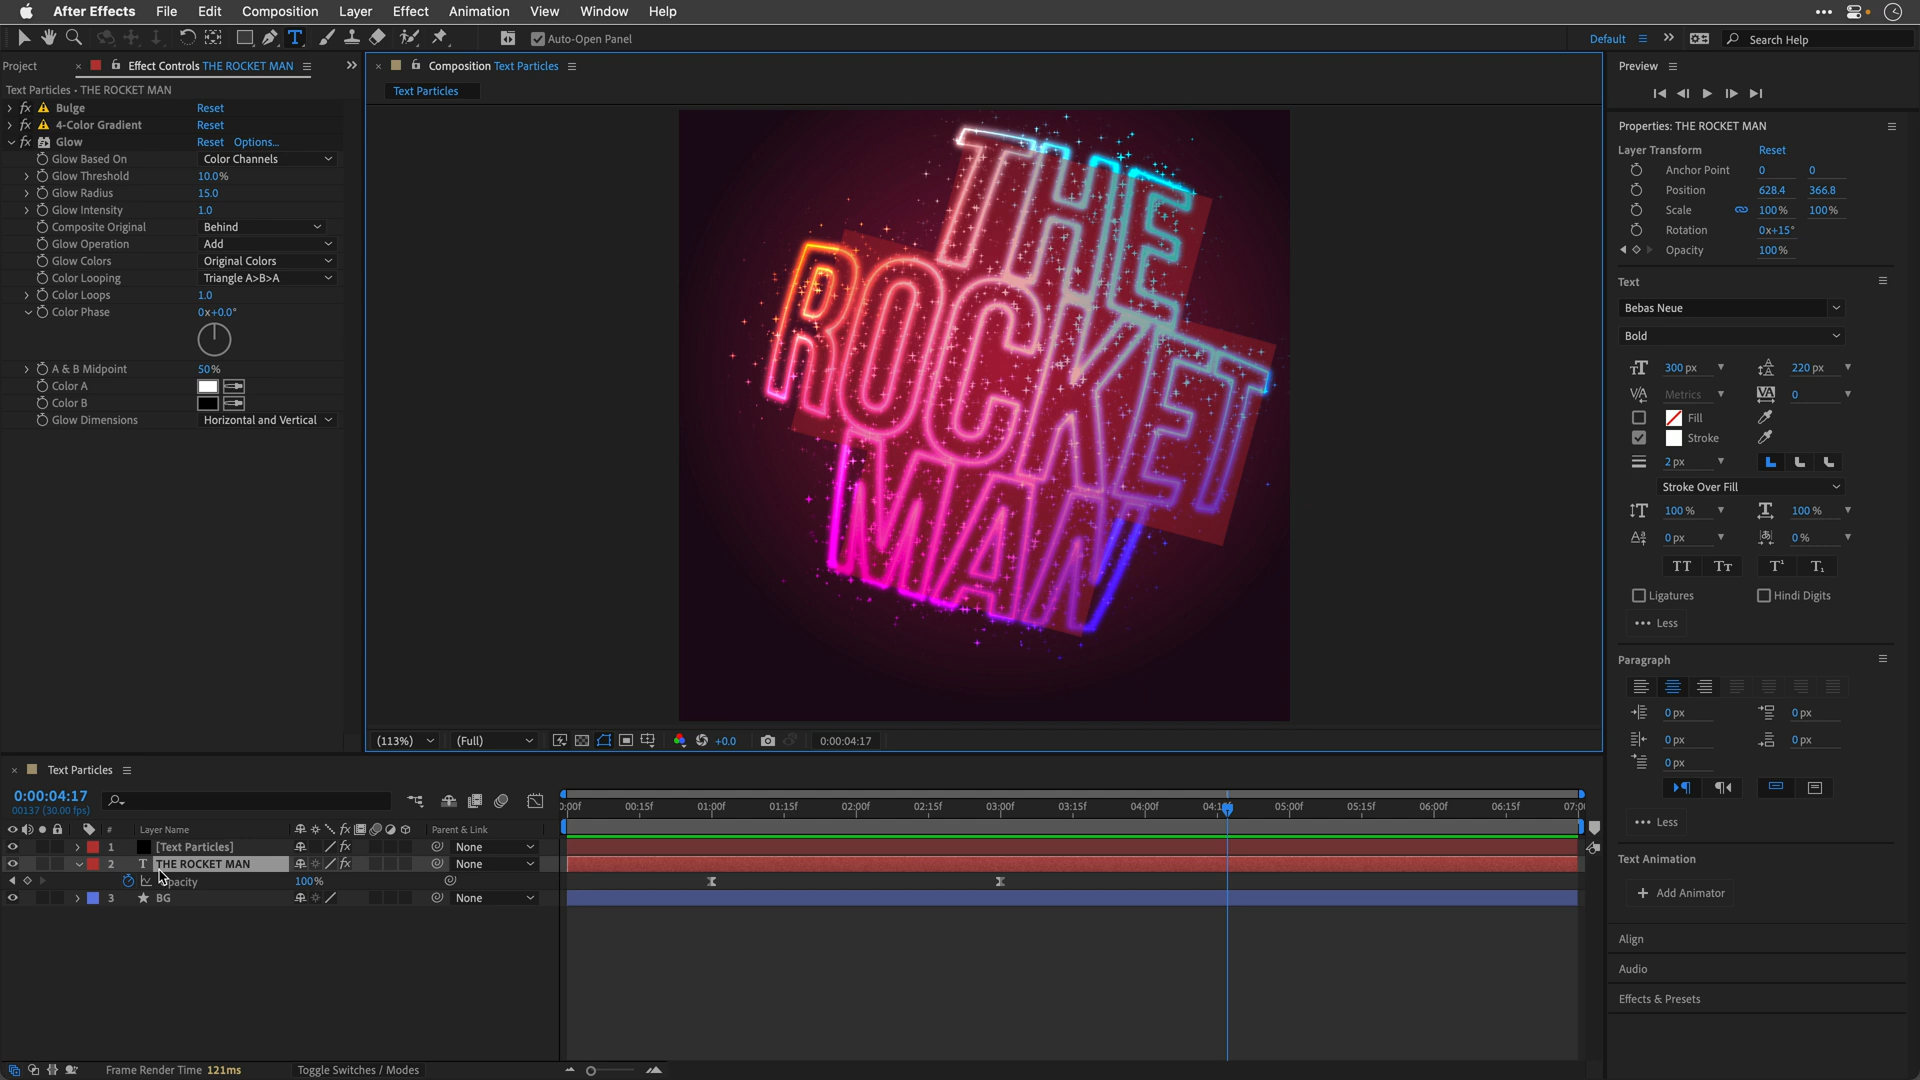 After Effects File Edit Composition Layer Effect Animation View Window Help
Auto-Open Panel
Default
Search Help
Project
Effect Controls THE ROCKET MAN
Text Particles • THE ROCKET MAN
fx Bulge Reset
fx 4-Color Gradient Reset
fx Glow Reset Options...
Glow Based On Color Channels
Glow Threshold 10.0%
Glow Radius 15.0
Glow Intensity 1.0
Composite Original Behind
Glow Operation Add
Glow Colors Original Colors
Color Looping Triangle A>B>A
Color Loops 1.0
Color Phase 0x+0.0°
A & B Midpoint 50%
Color A
Color B
Glow Dimensions Horizontal and Vertical
Composition Text Particles
Text Particles
THE
ROCKET
MAN
(113%) (Full) +0.0 0:00:04:17
Preview
Properties: THE ROCKET MAN
Layer Transform Reset
Anchor Point 0 0
Position 628.4 366.8
Scale 100% 100%
Rotation 0x+15°
Opacity 100%
Text
Bebas Neue
Bold
300 px 220 px
Metrics 0
Fill
Stroke
2 px
Stroke Over Fill
100 % 100 %
0 px 0 %
Ligatures Hindi Digits
Less
Paragraph
0 px 0 px
0 px 0 px
0 px
Less
Text Animation
Add Animator
Align
Audio
Effects & Presets
Text Particles
0:00:04:17
00137 (30.00 fps)
00:15f 01:00f 01:15f 02:00f 02:15f 03:00f 03:15f 04:00f 05:00f 05:15f 06:00f 06:15f
# Layer Name fx Parent & Link
1 [Text Particles] fx None
2 T THE ROCKET MAN fx None
100%
3 BG None
Frame Render Time 121ms Toggle Switches / Modes